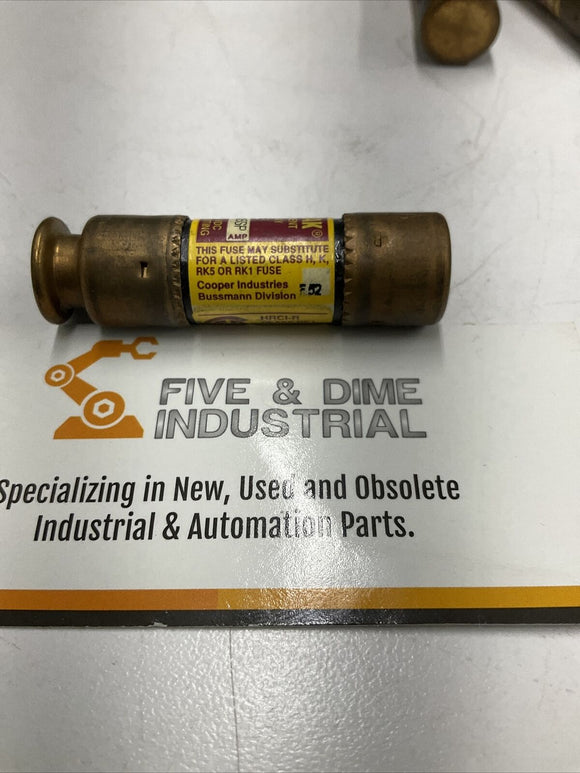 SP
AMP
THIS FUSE MAY SUBSTITUTE
FOR A LISTED CLASS H, K,
RK5 OR RK1 FUSE
Cooper Industries
Bussmann Division
HRCI-R
FIVE & DIME
INDUSTRIAL
Specializing in New, Used and Obsolete
Industrial & Automation Parts.